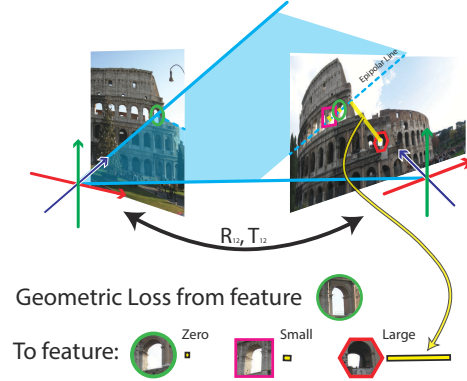 Epipolar Line
R12, T12
Geometric Loss from feature
To feature: Zero Small Large